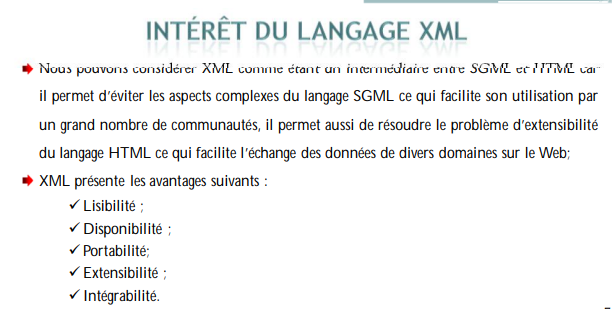 INTÉRÊT DU LANGAGE XML
Nous pouvons considérer XML comme étant un intermédiaire entre SGML et HTML car
il permet d'éviter les aspects complexes du langage SGML ce qui facilite son utilisation par
un grand nombre de communautés, il permet aussi de résoudre le problème d'extensibilité
du langage HTML ce qui facilite l'échange des données de divers domaines sur le Web;
XML présente les avantages suivants :
✓ Lisibilité ;
✓ Disponibilité ;
✓ Portabilité;
✓ Extensibilité ;
✓ Intégrabilité.